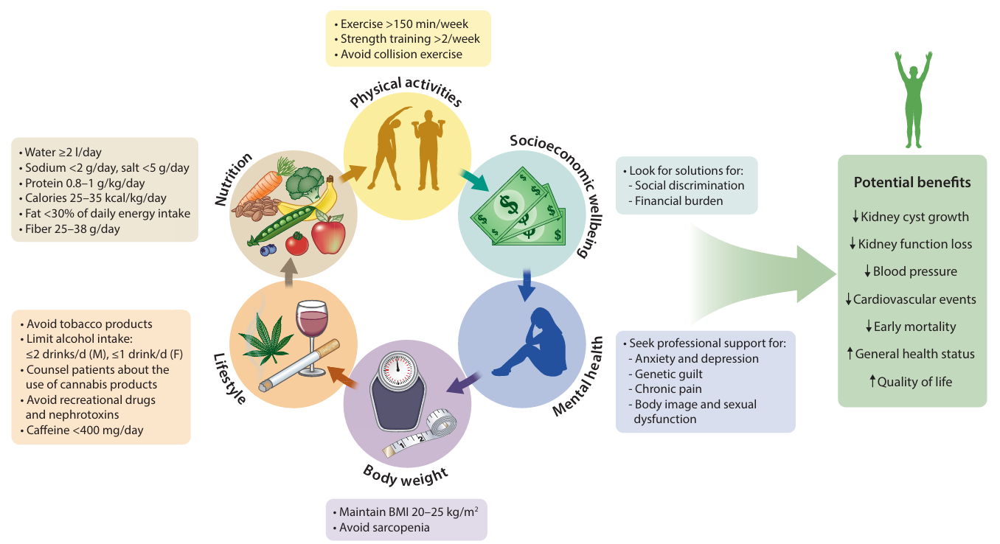 • Exercise >150 min/week
• Strength training >2/week
• Avoid collision exercise
Physical activities
Socioeconomic wellbeing
$
$
$
$
$
$
$
• Look for solutions for:
- Social discrimination
- Financial burden
Mental health
• Seek professional support for:
- Anxiety and depression
- Genetic guilt
- Chronic pain
- Body image and sexual
dysfunction
Body weight
1
2
• Maintain BMI 20–25 kg/m²
• Avoid sarcopenia
Lifestyle
• Avoid tobacco products
• Limit alcohol intake:
≤2 drinks/d (M), ≤1 drink/d (F)
• Counsel patients about the
use of cannabis products
• Avoid recreational drugs
and nephrotoxins
• Caffeine <400 mg/day
Nutrition
• Water ≥2 l/day
• Sodium <2 g/day, salt <5 g/day
• Protein 0.8–1 g/kg/day
• Calories 25–35 kcal/kg/day
• Fat <30% of daily energy intake
• Fiber 25–38 g/day
Potential benefits
↓Kidney cyst growth
↓Kidney function loss
↓Blood pressure
↓Cardiovascular events
↓Early mortality
↑General health status
↑Quality of life